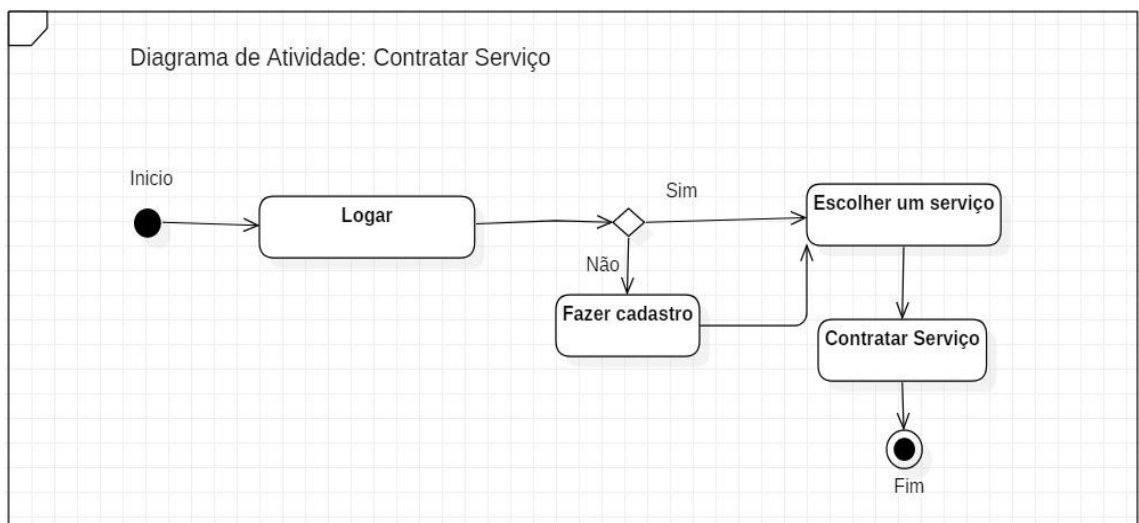 Diagrama de Atividade: Contratar Serviço
Inicio
Logar
Sim
Escolher um serviço
Não
Fazer cadastro
Contratar Serviço
Fim